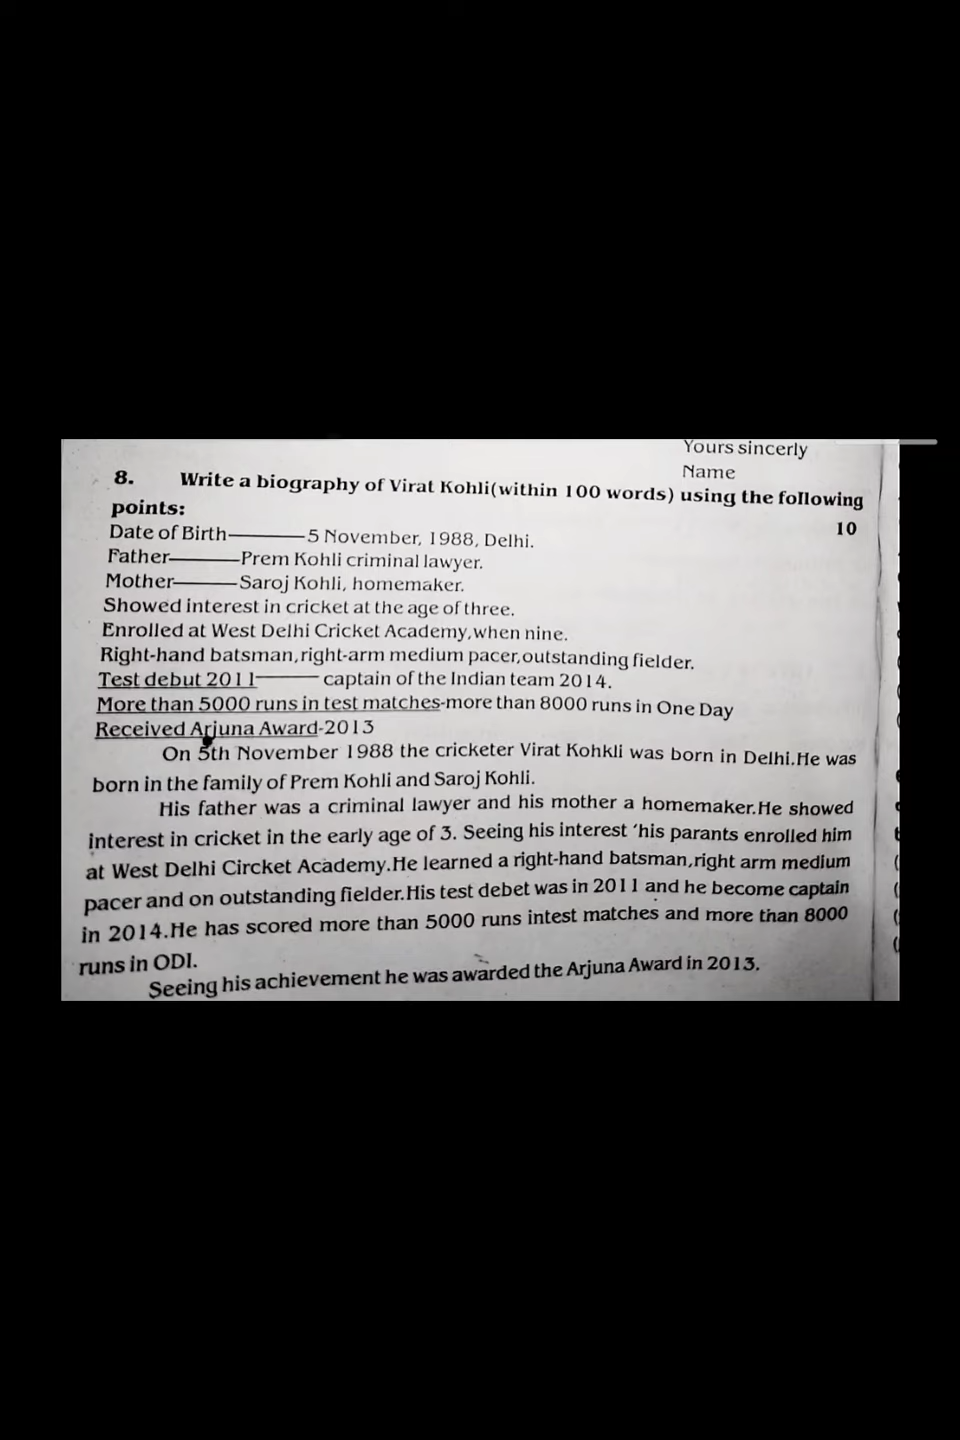 Yours sincerly
Name
8. Write a biography of Virat Kohli(within 100 words) using the following
points: 10
Date of Birth———5 November, 1988, Delhi.
Father———Prem Kohli criminal lawyer.
Mother———Saroj Kohli, homemaker.
Showed interest in cricket at the age of three.
Enrolled at West Delhi Cricket Academy,when nine.
Right-hand batsman,right-arm medium pacer,outstanding fielder.
Test debut 2011——— captain of the Indian team 2014.
More than 5000 runs in test matches-more than 8000 runs in One Day
Received Arjuna Award-2013
On 5th November 1988 the cricketer Virat Kohkli was born in Delhi.He was
born in the family of Prem Kohli and Saroj Kohli.
His father was a criminal lawyer and his mother a homemaker.He showed
interest in cricket in the early age of 3. Seeing his interest 'his parants enrolled him
at West Delhi Circket Academy.He learned a right-hand batsman,right arm medium
pacer and on outstanding fielder.His test debet was in 2011 and he become captain
in 2014.He has scored more than 5000 runs intest matches and more than 8000
runs in ODI.
Seeing his achievement he was awarded the Arjuna Award in 2013.